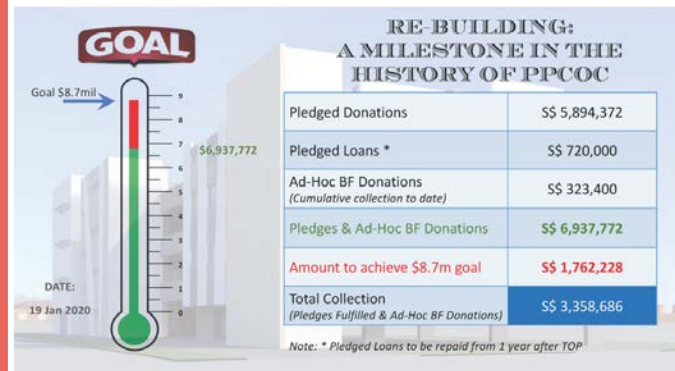 GOAL
Goal $8.7mil
9
8
7
6
5
4
3
2
1
0
$6,937,772
DATE:
19 Jan 2020
RE-BUILDING:
A MILESTONE IN THE
HISTORY OF PPCOC
Pledged Donations S$ 5,894,372
Pledged Loans * S$ 720,000
Ad-Hoc BF Donations
(Cumulative collection to date) S$ 323,400
Pledges & Ad-Hoc BF Donations S$ 6,937,772
Amount to achieve $8.7m goal S$ 1,762,228
Total Collection
(Pledges Fulfilled & Ad-Hoc BF Donations) S$ 3,358,686
Note: * Pledged Loans to be repaid from 1 year after TOP